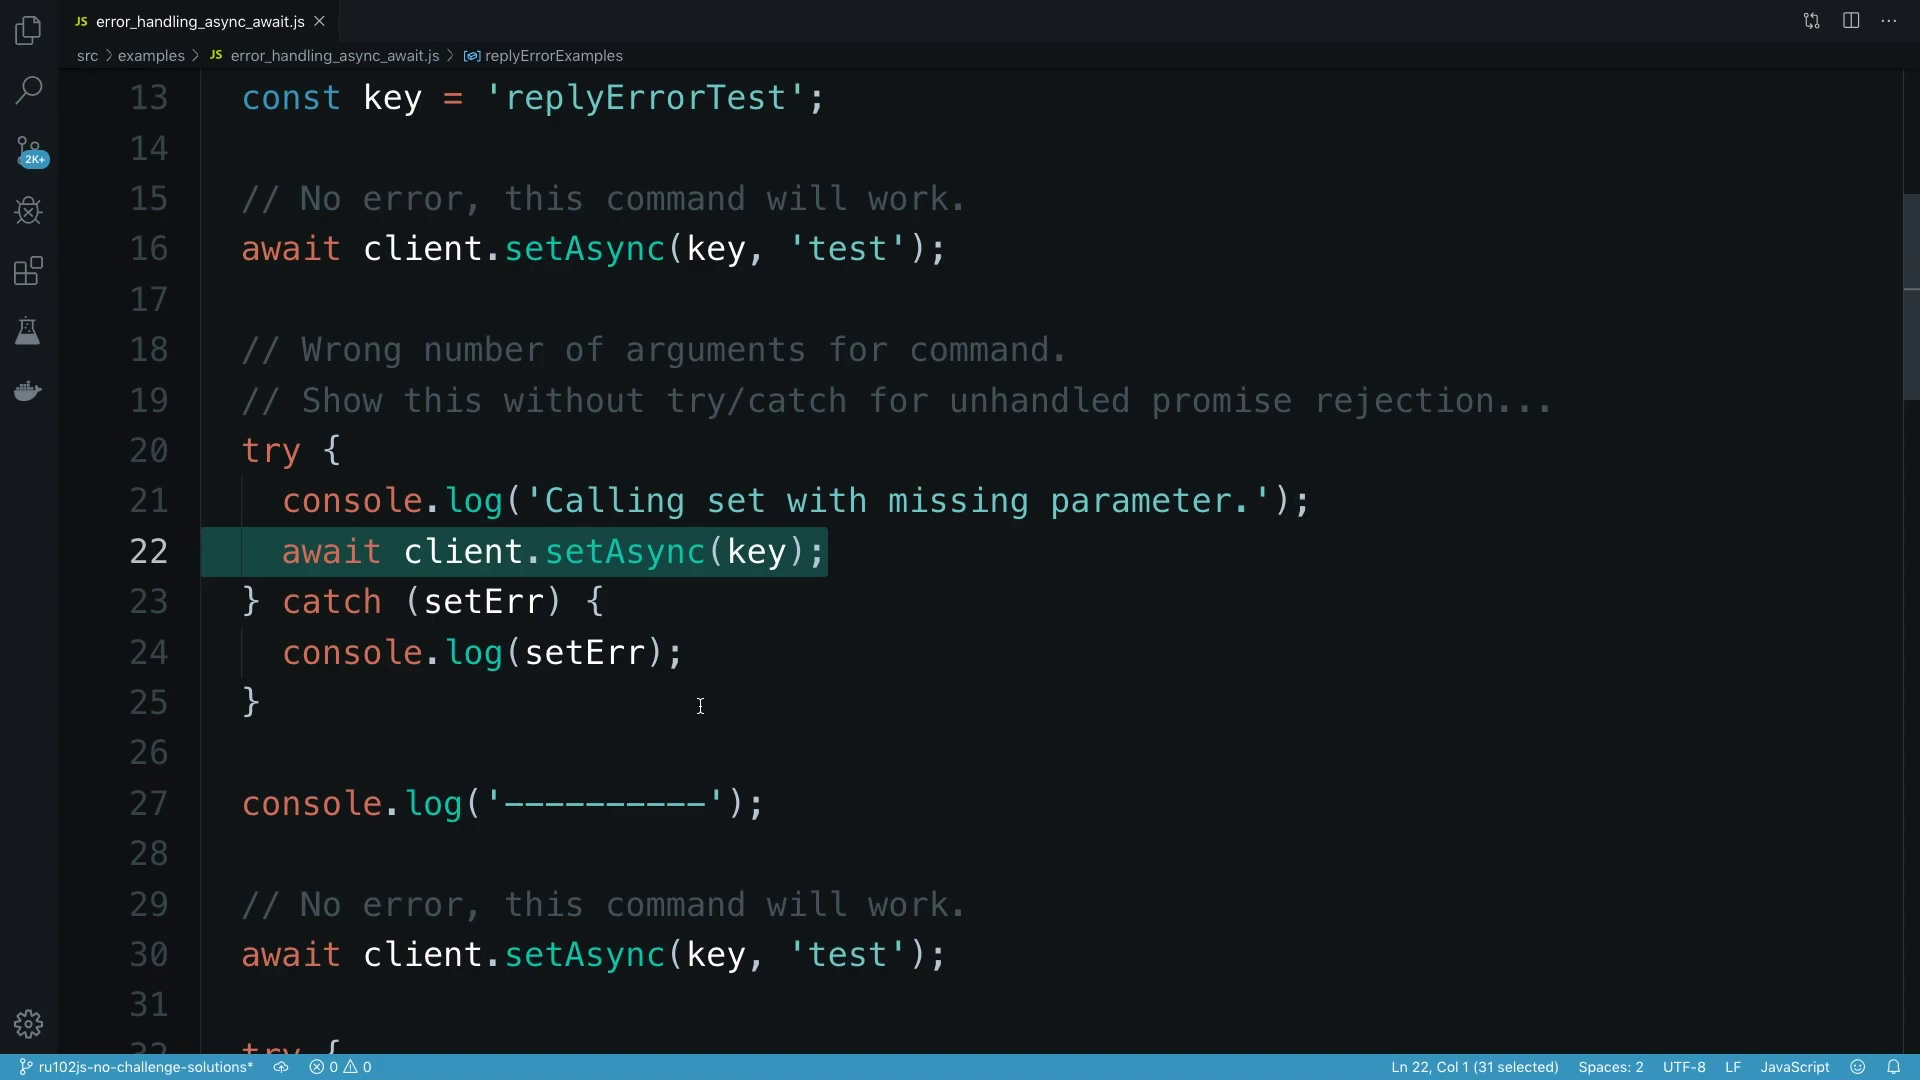 JS error_handling_async_await.js
src > examples > JS error_handling_async_await.js > replyErrorExamples
2K+
13 const key = 'replyErrorTest';
14
15 // No error, this command will work.
16 await client.setAsync(key, 'test');
17
18 // Wrong number of arguments for command.
19 // Show this without try/catch for unhandled promise rejection...
20 try {
21 console.log('Calling set with missing parameter.');
22 await client.setAsync(key);
23 } catch (setErr) {
24 console.log(setErr);
25 }
26
27 console.log('----------');
28
29 // No error, this command will work.
30 await client.setAsync(key, 'test');
31
32 try {
ru102js-no-challenge-solutions* 0 0 Ln 22, Col 1 (31 selected) Spaces: 2 UTF-8 LF JavaScript